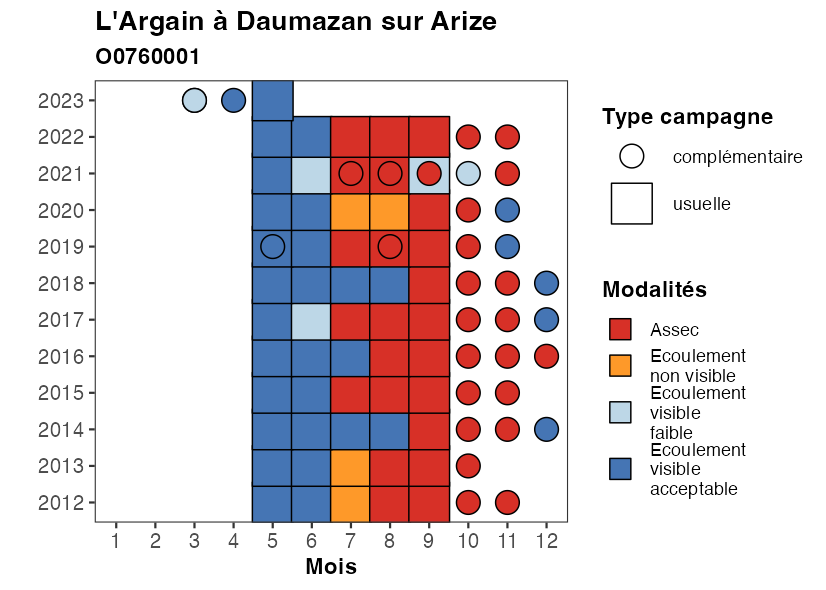 L'Argain à Daumazan sur Arize
O0760001
2023
2022
2021
2020
2019
2018
2017
2016
2015
2014
2013
2012
1 2 3 4 5 6 7 8 9 10 11 12
Mois
Type campagne
complémentaire
usuelle
Modalités
Assec
Ecoulement
non visible
Ecoulement
visible
faible
Ecoulement
visible
acceptable